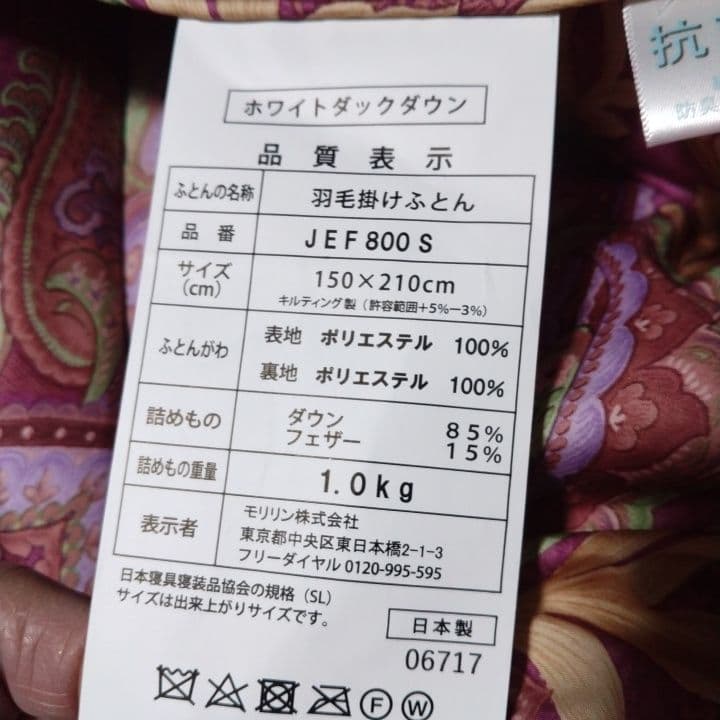 ホワイトダックダウン
品質表示
ふとんの名称 羽毛掛けふとん
品番 JEF800S
サイズ(cm) 150×210cm
キルティング製（許容範囲+5%−3%）
ふとんがわ 表地 ポリエステル 100%
裏地 ポリエステル 100%
詰めもの ダウン 85%
フェザー 15%
詰めもの重量 1.0kg
表示者 モリリン株式会社
東京都中央区東日本橋2-1-3
フリーダイヤル 0120-995-595
日本寝具寝装品協会の規格（SL）
サイズは出来上がりサイズです。
日本製
06717
F W
抗
防臭